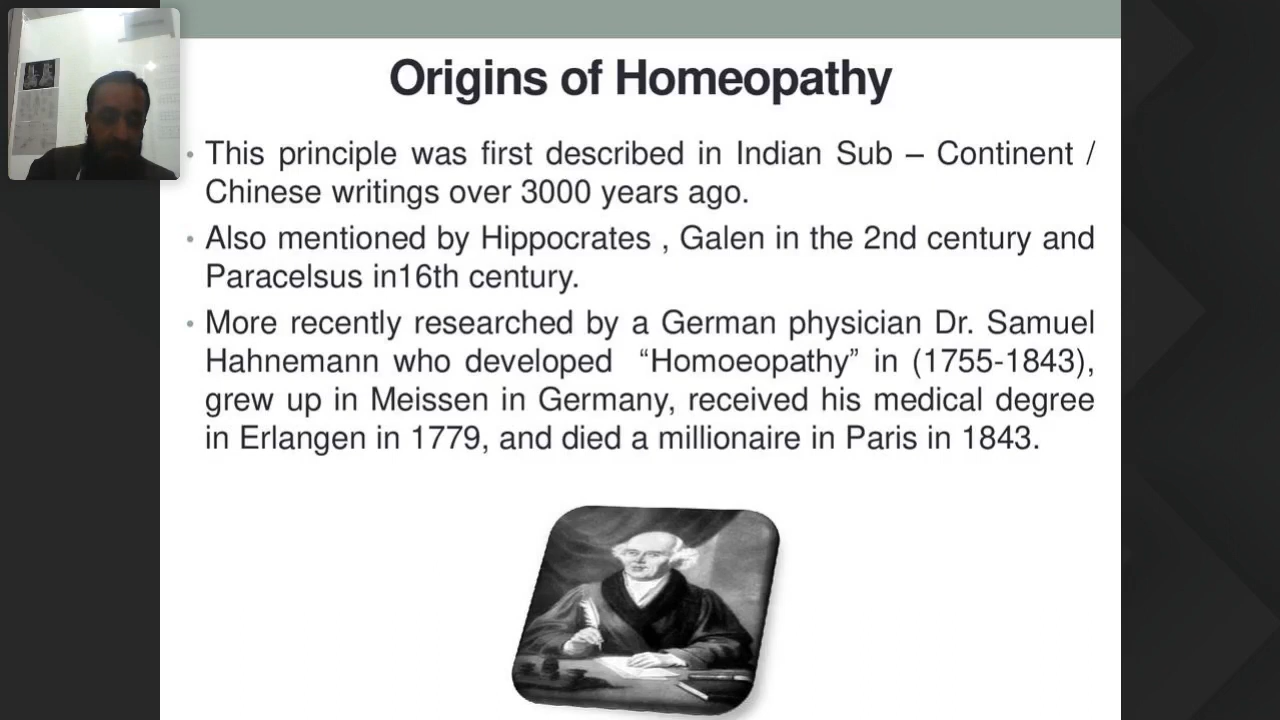 Origins of Homeopathy
• This principle was first described in Indian Sub – Continent /
Chinese writings over 3000 years ago.
• Also mentioned by Hippocrates , Galen in the 2nd century and
Paracelsus in16th century.
• More recently researched by a German physician Dr. Samuel
Hahnemann who developed “Homoeopathy” in (1755-1843),
grew up in Meissen in Germany, received his medical degree
in Erlangen in 1779, and died a millionaire in Paris in 1843.